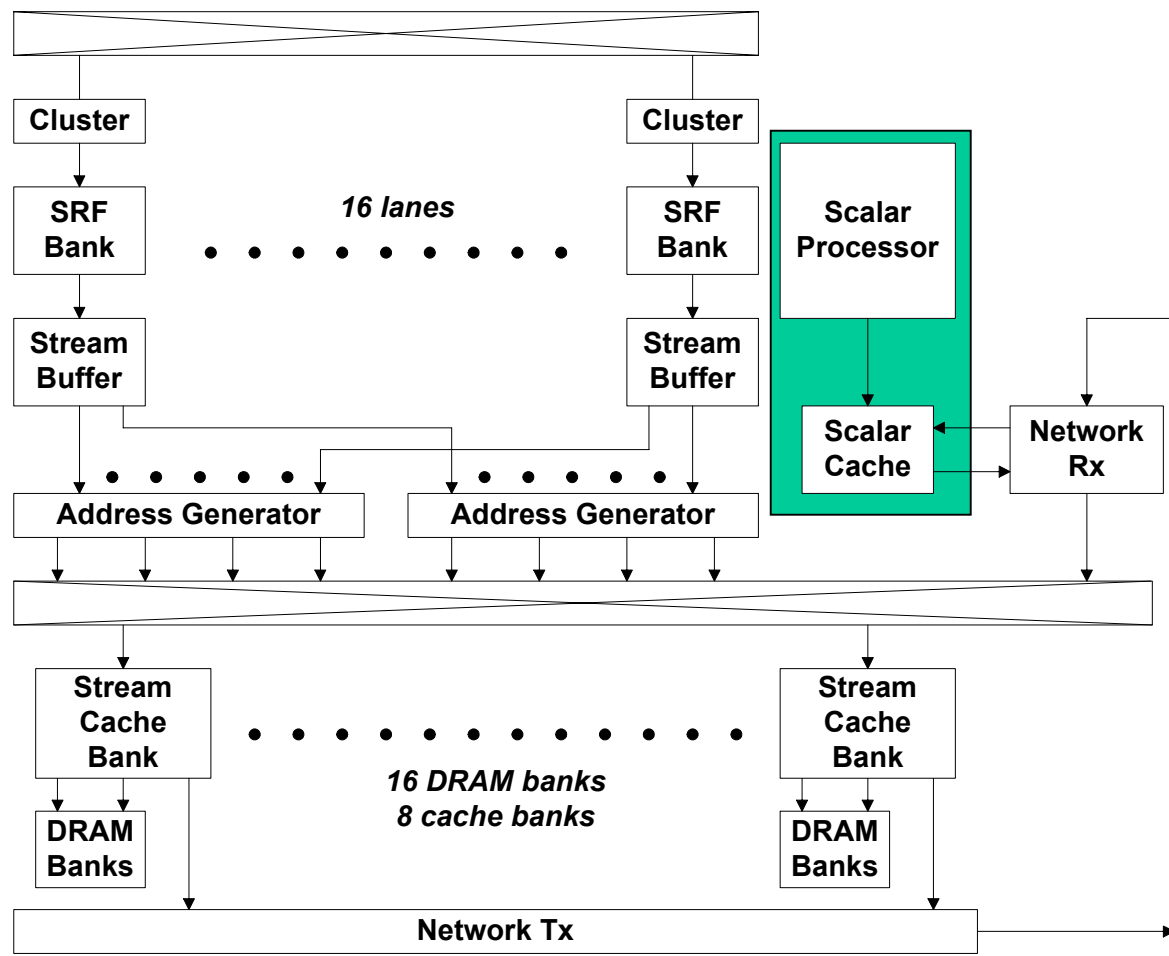 Cluster
Cluster
SRF
Bank
16 lanes
SRF
Bank
Scalar
Processor
Stream
Buffer
Stream
Buffer
Scalar
Cache
Network
Rx
Address Generator
Address Generator
Stream
Cache
Bank
Stream
Cache
Bank
16 DRAM banks
8 cache banks
DRAM
Banks
DRAM
Banks
Network Tx